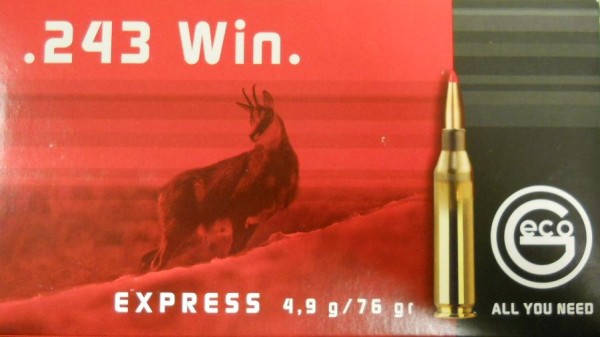 .243 Win.
Geco
EXPRESS 4,9 g/76 gr
ALL YOU NEED